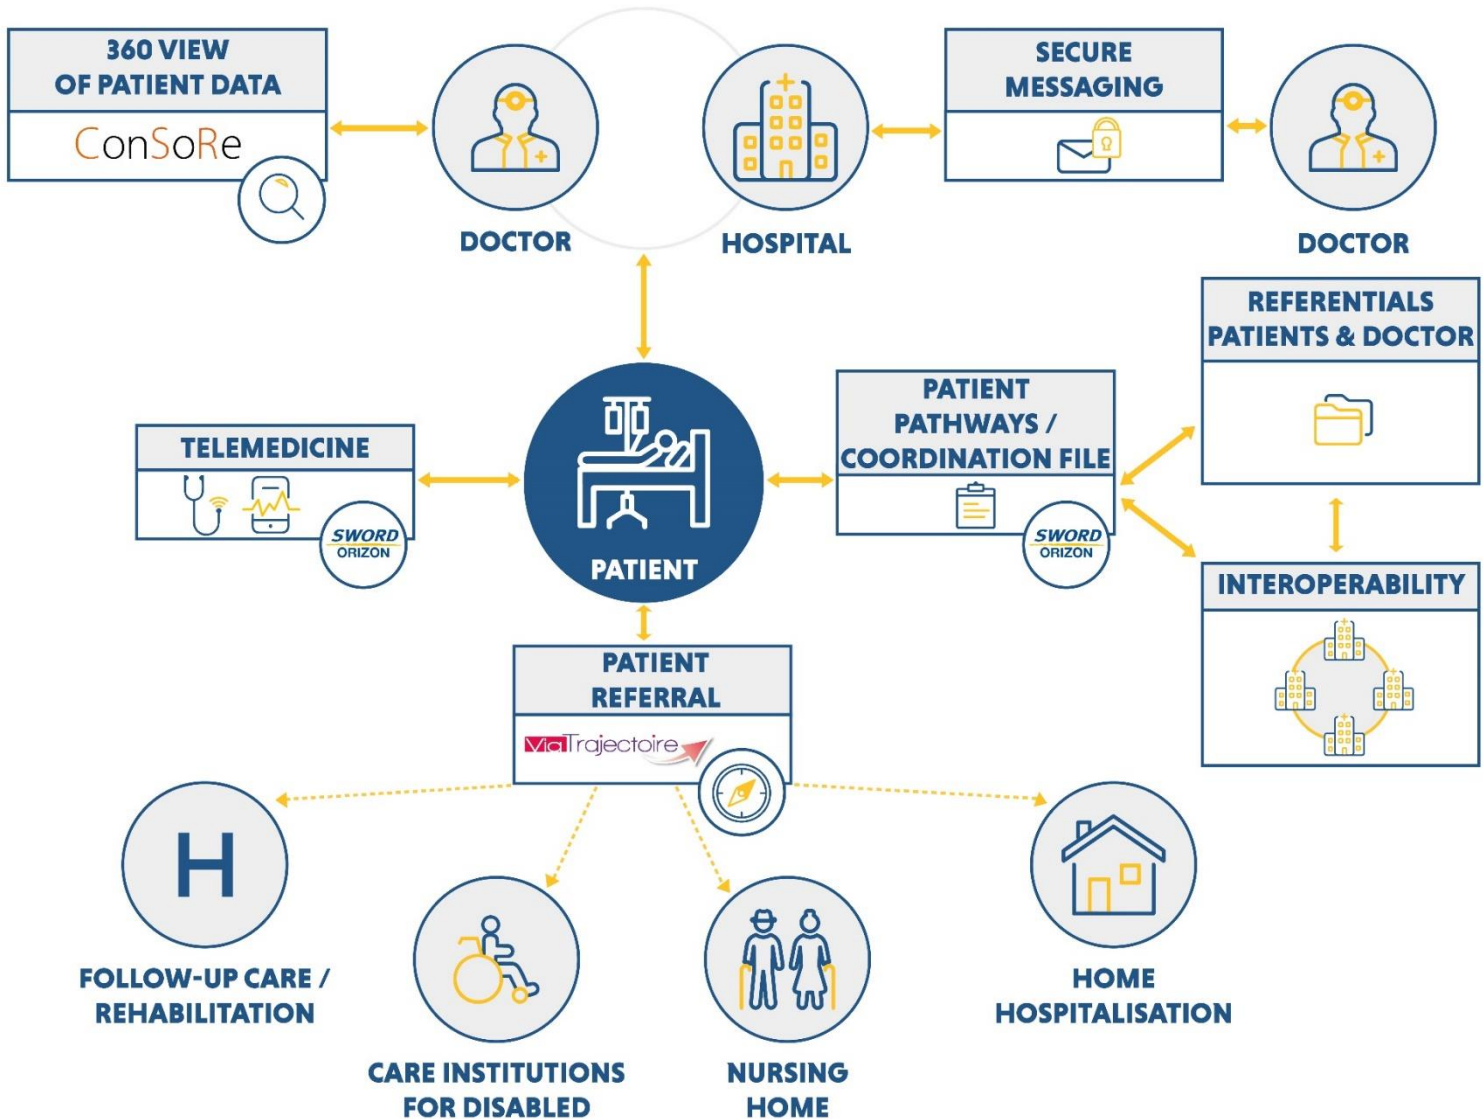 360 VIEW
OF PATIENT DATA
ConSoRe
DOCTOR
HOSPITAL
SECURE
MESSAGING
DOCTOR
REFERENTIALS
PATIENTS & DOCTOR
TELEMEDICINE
SWORD
ORIZON
PATIENT
PATIENT
PATHWAYS /
COORDINATION FILE
SWORD
ORIZON
INTEROPERABILITY
PATIENT
REFERRAL
ViaTrajectoire
H
FOLLOW-UP CARE /
REHABILITATION
CARE INSTITUTIONS
FOR DISABLED
NURSING
HOME
HOME
HOSPITALISATION